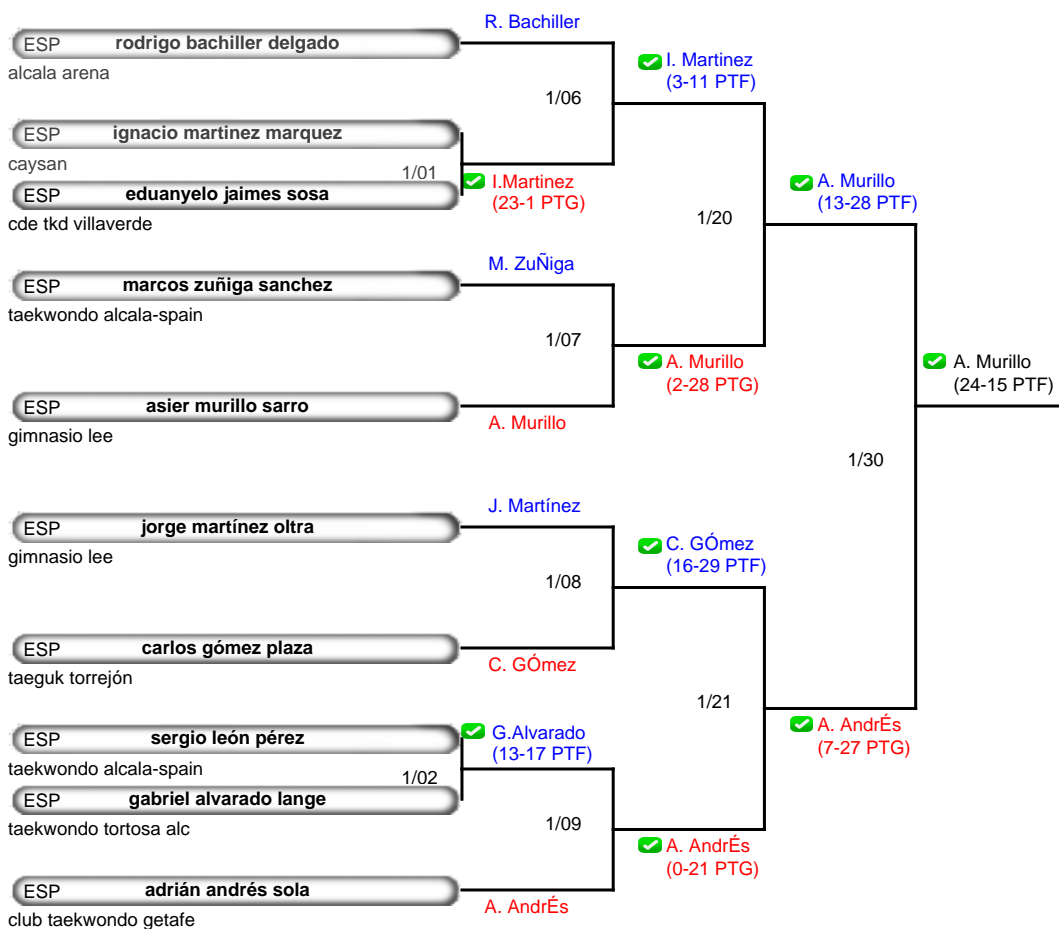 R. Bachiller
ESP rodrigo bachiller delgado
alcala arena
I. Martinez
(3-11 PTF)
1/06
ESP ignacio martinez marquez
caysan
1/01
I.Martinez
(23-1 PTG)
ESP eduanyelo jaimes sosa
cde tkd villaverde
A. Murillo
(13-28 PTF)
1/20
M. ZuÑiga
ESP marcos zuñiga sanchez
taekwondo alcala-spain
1/07
A. Murillo
(2-28 PTG)
A. Murillo
(24-15 PTF)
ESP asier murillo sarro
gimnasio lee
A. Murillo
1/30
J. Martínez
ESP jorge martínez oltra
gimnasio lee
C. GÓmez
(16-29 PTF)
1/08
ESP carlos gómez plaza
taeguk torrejón
C. GÓmez
1/21
A. AndrÉs
(7-27 PTG)
ESP sergio león pérez
taekwondo alcala-spain
G.Alvarado
(13-17 PTF)
1/02
ESP gabriel alvarado lange
taekwondo tortosa alc
1/09
A. AndrÉs
(0-21 PTG)
ESP adrián andrés sola
club taekwondo getafe
A. AndrÉs